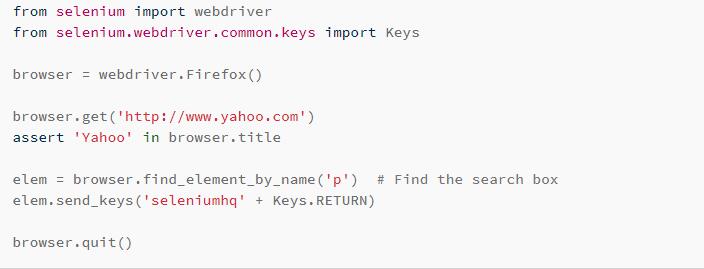 from selenium import webdriver
from selenium.webdriver.common.keys import Keys
browser = webdriver.Firefox()
browser.get('http://www.yahoo.com')
assert 'Yahoo' in browser.title
elem = browser.find_element_by_name('p')  # Find the search box
elem.send_keys('seleniumhq' + Keys.RETURN)
browser.quit()